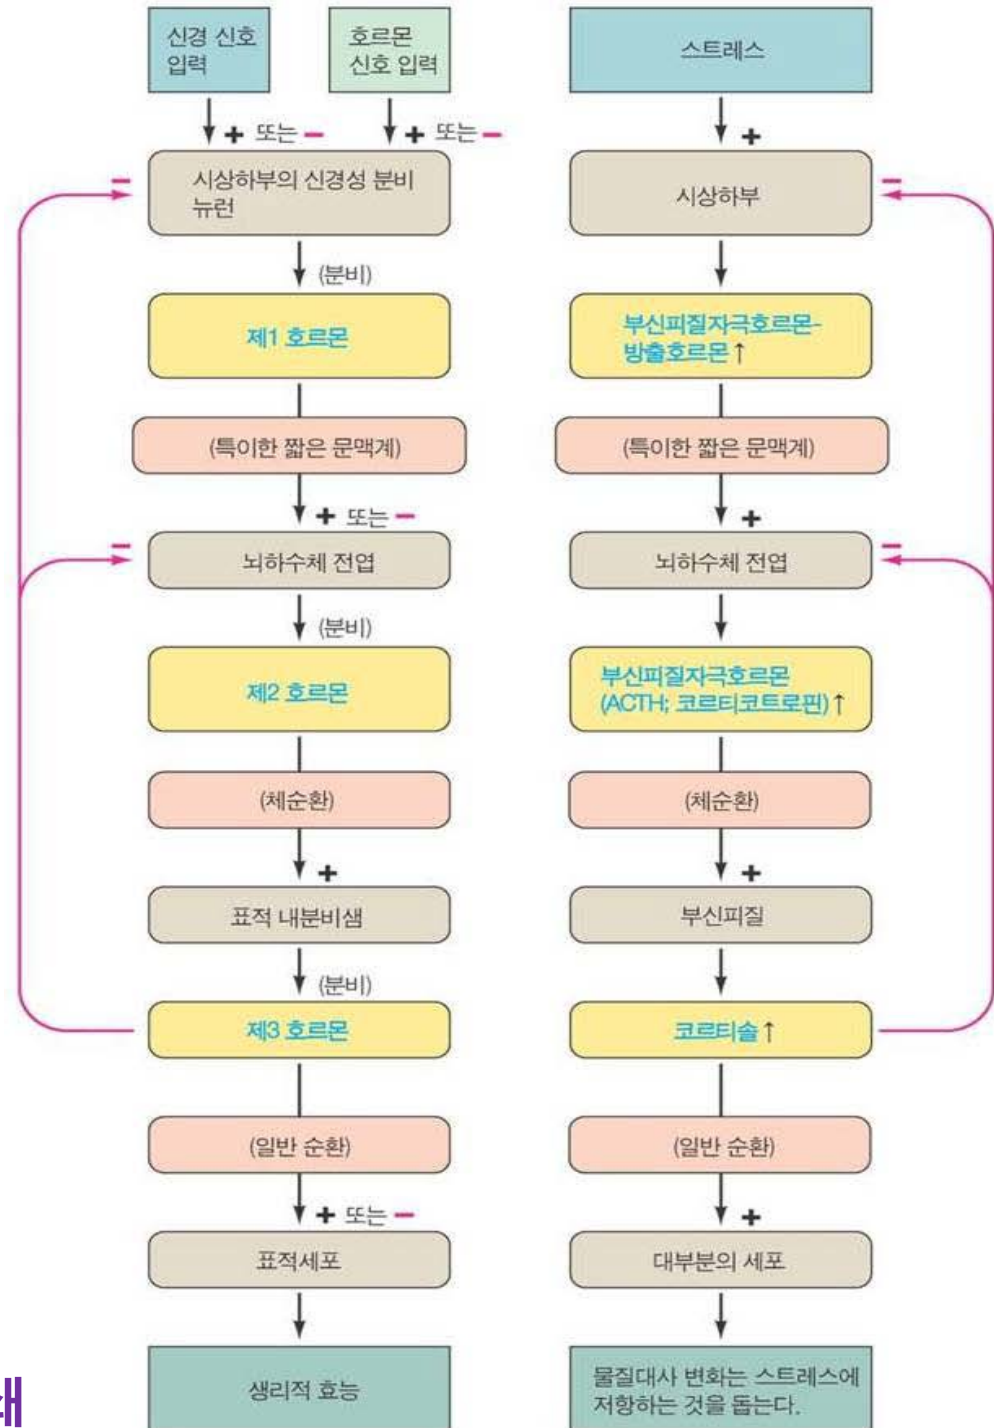 신경 신호
입력
호르몬
신호 입력
+ 또는 −
+ 또는 −
−
시상하부의 신경성 분비
뉴런
(분비)
제1 호르몬
(특이한 짧은 문맥계)
+ 또는 −
−
뇌하수체 전엽
(분비)
제2 호르몬
(체순환)
+
표적 내분비샘
(분비)
제3 호르몬
(일반 순환)
+ 또는 −
표적세포
생리적 효능
스트레스
+
−
시상하부
부신피질자극호르몬-
방출호르몬↑
(특이한 짧은 문맥계)
+
−
뇌하수체 전엽
부신피질자극호르몬
(ACTH; 코르티코트로핀)↑
(체순환)
+
부신피질
코르티솔↑
(일반 순환)
+
대부분의 세포
물질대사 변화는 스트레스에
저항하는 것을 돕는다.